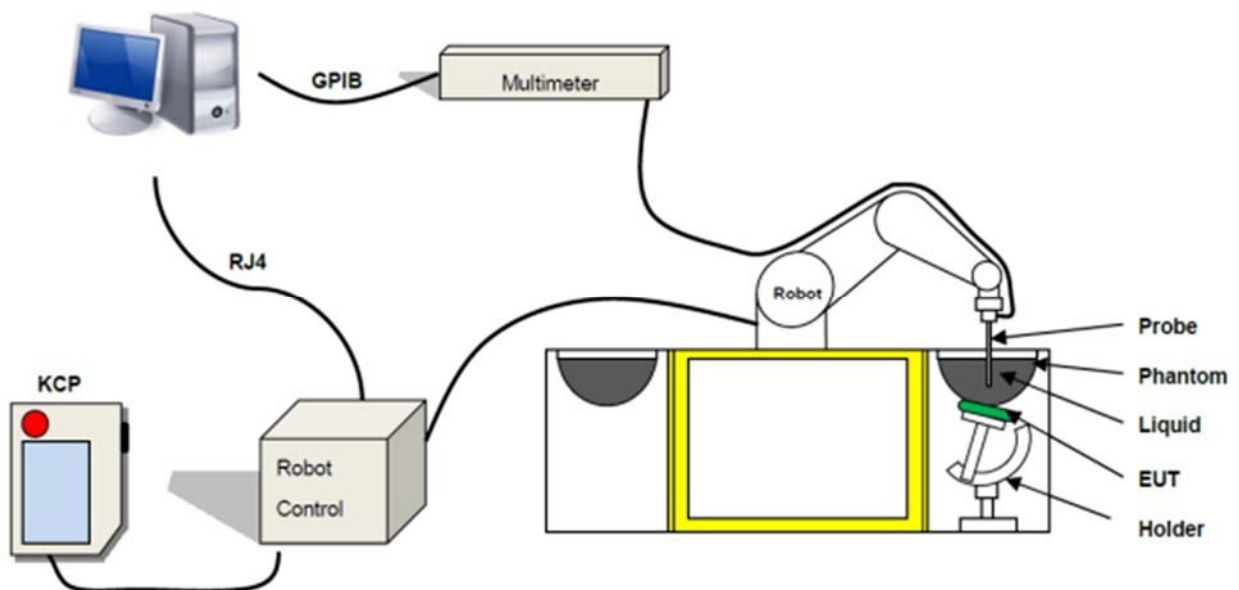 GPIB
Multimeter
RJ4
Robot
Probe
Phantom
Liquid
EUT
Holder
KCP
Robot
Control